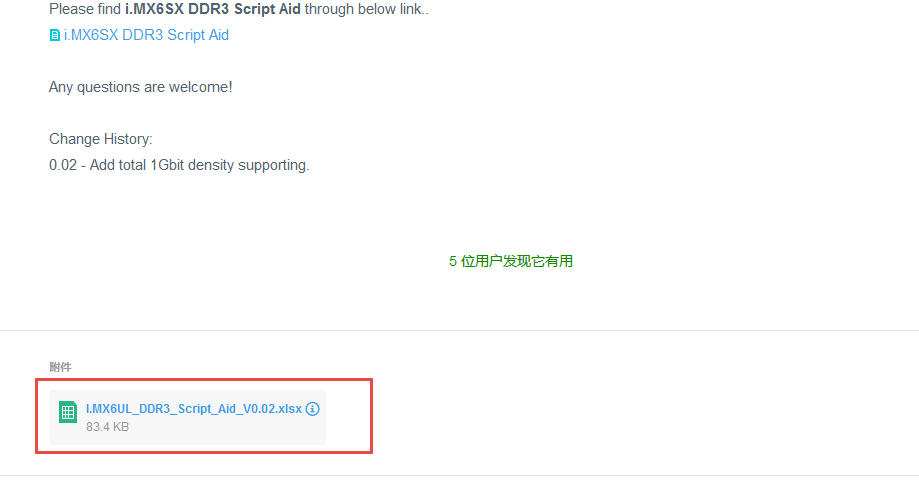 Please find i.MX6SX DDR3 Script Aid through below link..
i.MX6SX DDR3 Script Aid
Any questions are welcome!
Change History:
0.02 - Add total 1Gbit density supporting.
5 位用户发现它有用
附件
I.MX6UL_DDR3_Script_Aid_V0.02.xlsx
83.4 KB